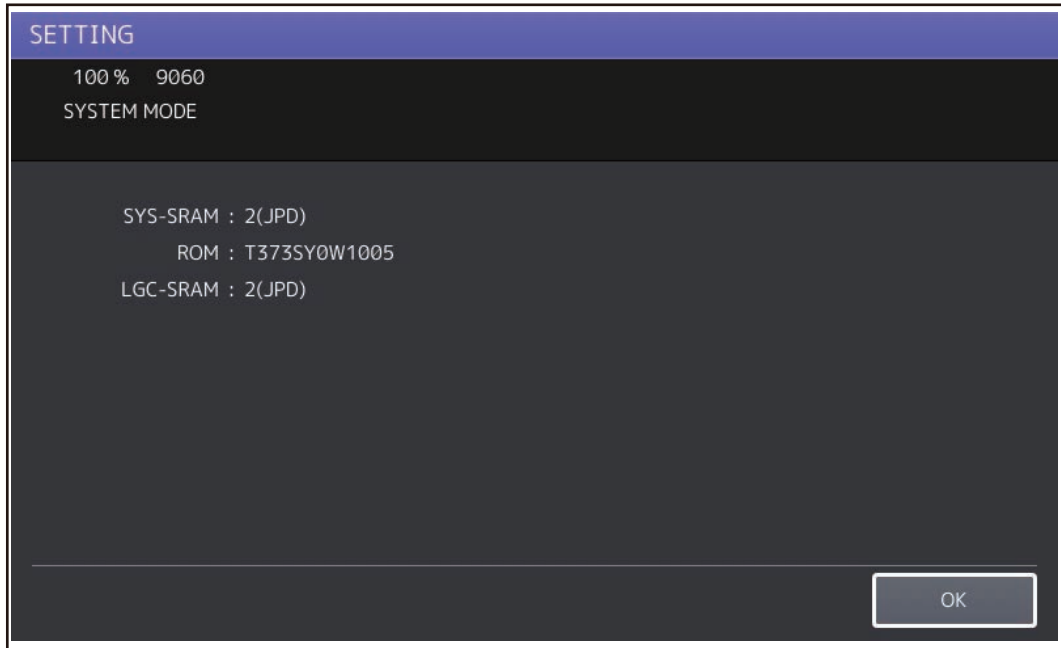 SETTING
100 % 9060
SYSTEM MODE
SYS-SRAM : 2(JPD)
ROM : T373SY0W1005
LGC-SRAM : 2(JPD)
OK